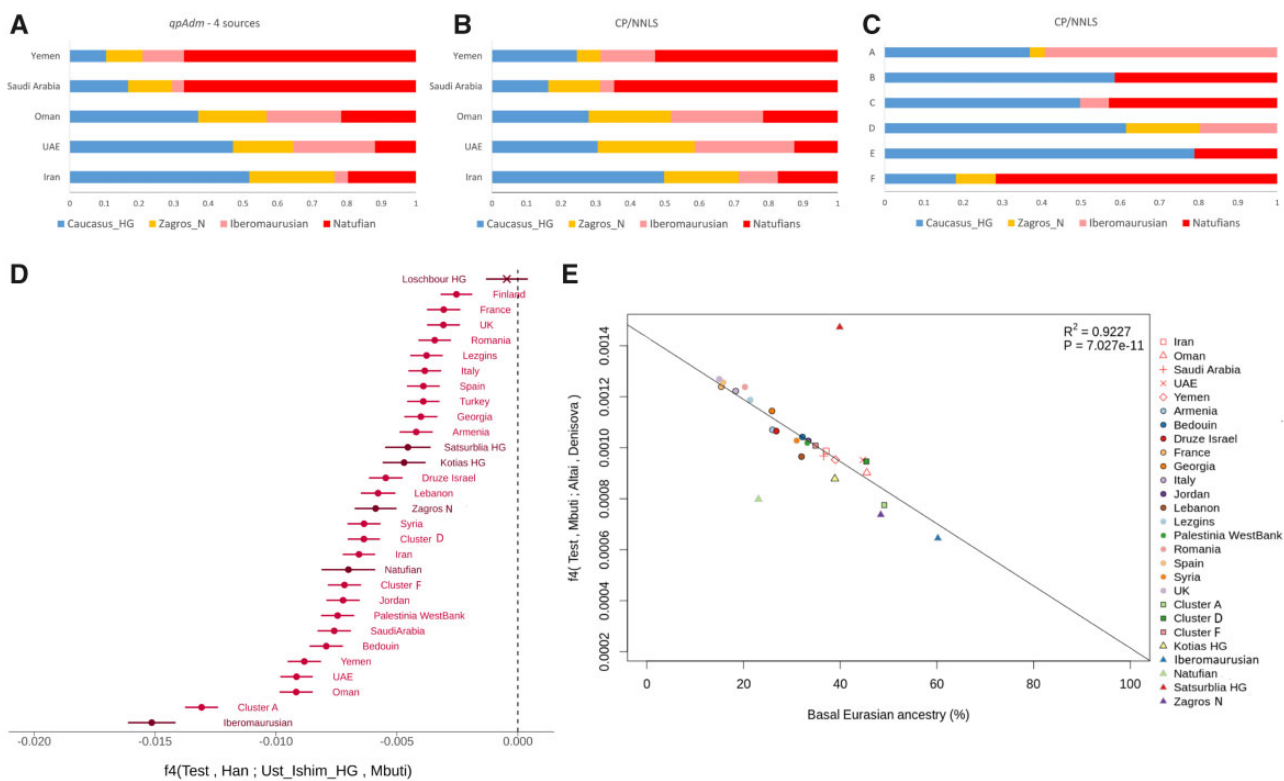 A
qpAdm - 4 sources
Yemen
Saudi Arabia
Oman
UAE
Iran
0 0.1 0.2 0.3 0.4 0.5 0.6 0.7 0.8 0.9 1
Caucasus_HG Zagros_N Iberomaurusian Natufian
B
CP/NNLS
Yemen
Saudi Arabia
Oman
UAE
Iran
0 0.1 0.2 0.3 0.4 0.5 0.6 0.7 0.8 0.9 1
Caucasus_HG Zagros_N Iberomaurusian Natufians
C
CP/NNLS
A
B
C
D
E
F
0 0.1 0.2 0.3 0.4 0.5 0.6 0.7 0.8 0.9 1
Caucasus_HG Zagros_N Iberomaurusian Natufians
D
Loschbour HG
Finland
France
UK
Romania
Lezgins
Italy
Spain
Turkey
Georgia
Armenia
Satsurblia HG
Kotias HG
Druze Israel
Lebanon
Zagros N
Syria
Cluster D
Iran
Natufian
Cluster F
Jordan
Palestinia WestBank
SaudiArabia
Bedouin
Yemen
UAE
Oman
Cluster A
Iberomaurusian
-0.020 -0.015 -0.010 -0.005 0.000
f4(Test , Han ; Ust_Ishim_HG , Mbuti)
E
R² = 0.9227
P = 7.027e-11
f4( Test , Mbuti ; Altai , Denisova )
0.0014
0.0012
0.0010
0.0008
0.0006
0.0004
0.0002
0 20 40 60 80 100
Basal Eurasian ancestry (%)
Iran
Oman
Saudi Arabia
UAE
Yemen
Armenia
Bedouin
Druze Israel
France
Georgia
Italy
Jordan
Lebanon
Lezgins
Palestinia WestBank
Romania
Spain
Syria
UK
Cluster A
Cluster D
Cluster F
Kotias HG
Iberomaurusian
Natufian
Satsurblia HG
Zagros N